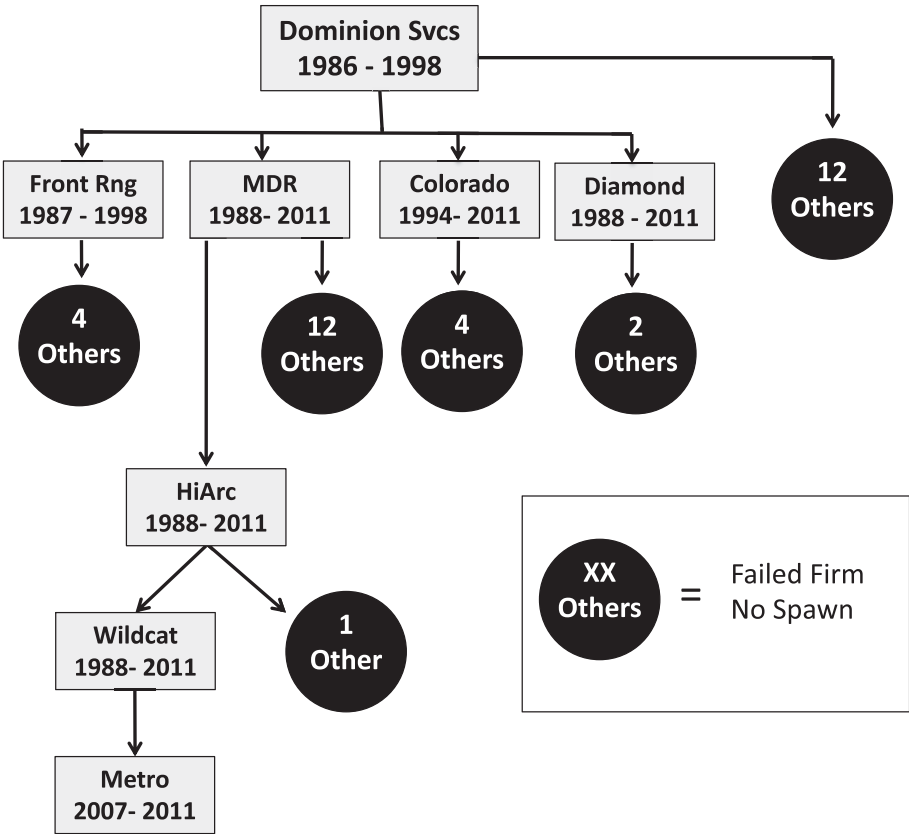 Dominion Svcs
1986 - 1998
12
Others
Front Rng
1987 - 1998
MDR
1988- 2011
Colorado
1994- 2011
Diamond
1988 - 2011
4
Others
12
Others
4
Others
2
Others
HiArc
1988- 2011
XX
Others
=
Failed Firm
No Spawn
Wildcat
1988- 2011
1
Other
Metro
2007- 2011